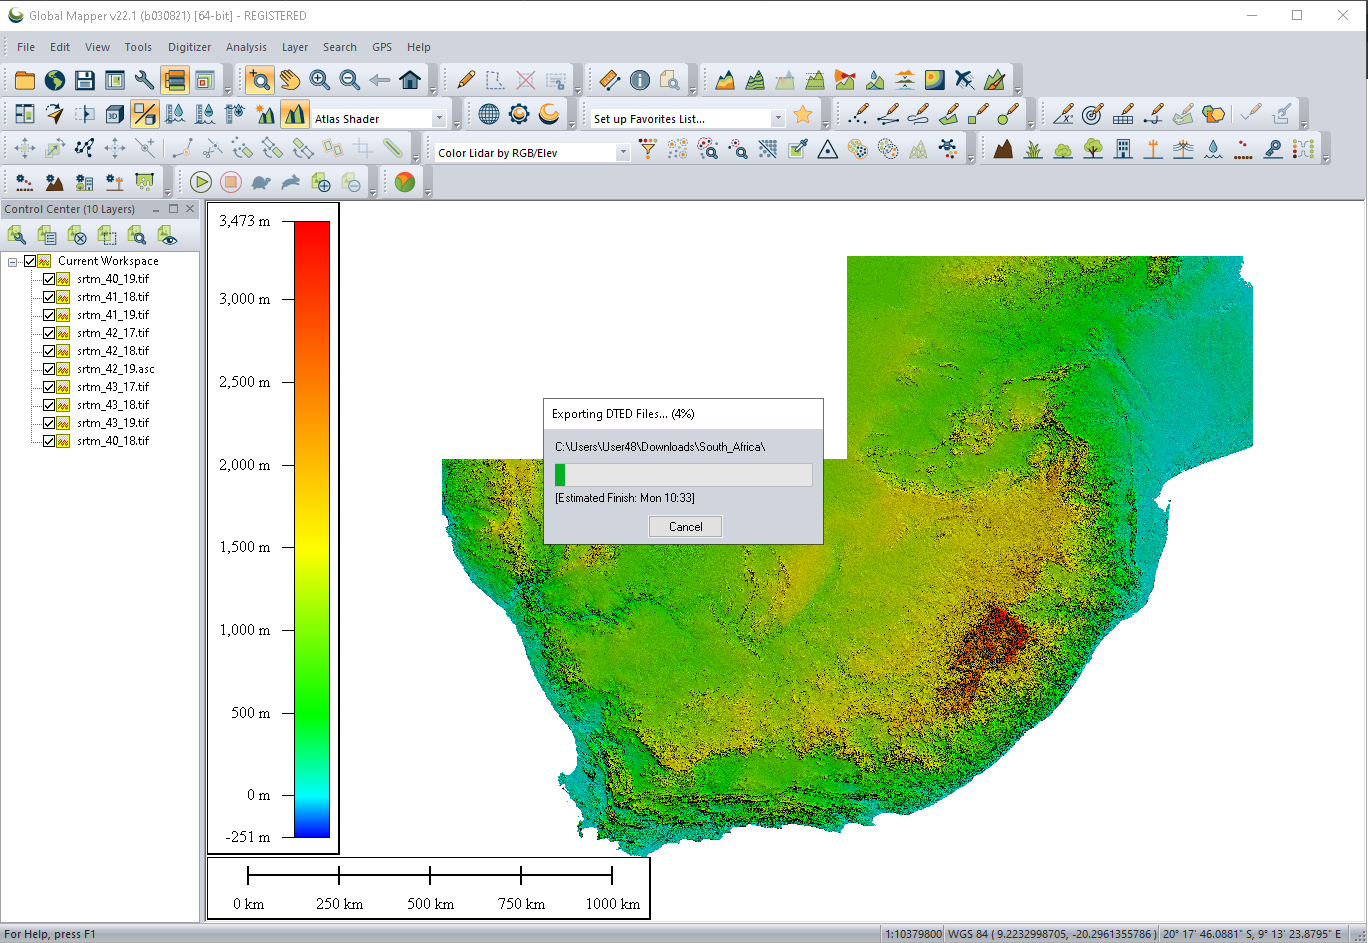 Global Mapper v22.1 (b030821) [64-bit] - REGISTERED
File Edit View Tools Digitizer Analysis Layer Search GPS Help
3D Atlas Shader Set up Favorites List...
Color Lidar by RGB/Elev
Control Center (10 Layers)
Current Workspace
srtm_40_19.tif
srtm_41_18.tif
srtm_41_19.tif
srtm_42_17.tif
srtm_42_18.tif
srtm_42_19.asc
srtm_43_17.tif
srtm_43_18.tif
srtm_43_19.tif
srtm_40_18.tif
3,473 m
3,000 m
2,500 m
2,000 m
1,500 m
1,000 m
500 m
0 m
-251 m
Exporting DTED Files... (4%)
C:\Users\User48\Downloads\South_Africa\
[Estimated Finish: Mon 10:33]
Cancel
0 km 250 km 500 km 750 km 1000 km
For Help, press F1
1:10379800 WGS 84 ( 9.2232998705, -20.2961355786 ) 20° 17' 46.0881" S, 9° 13' 23.8795" E